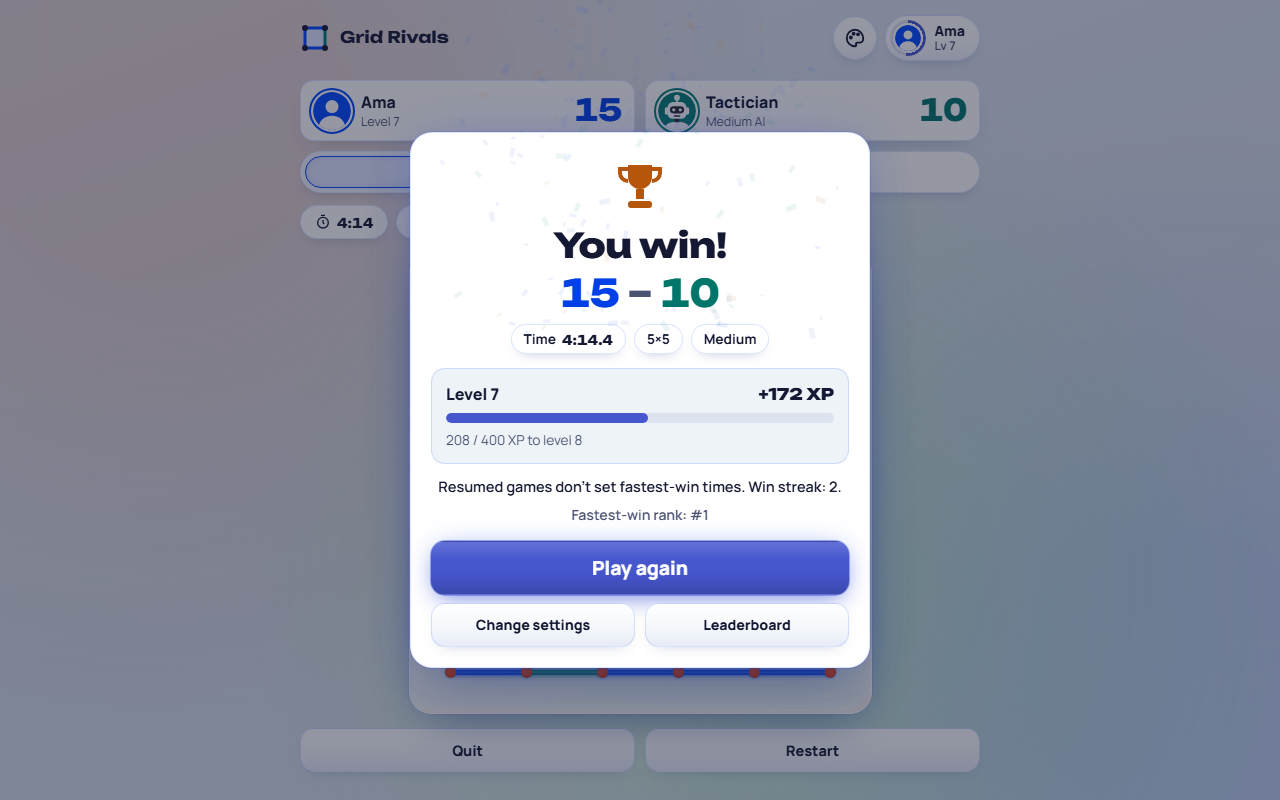 Grid Rivals
Ama
Lv 7
Ama
Level 7
15
Tactician
Medium AI
10
4:14
You win!
15 – 10
Time 4:14.4
5×5
Medium
Level 7
+172 XP
208 / 400 XP to level 8
Resumed games don't set fastest-win times. Win streak: 2.
Fastest-win rank: #1
Play again
Change settings
Leaderboard
Quit
Restart